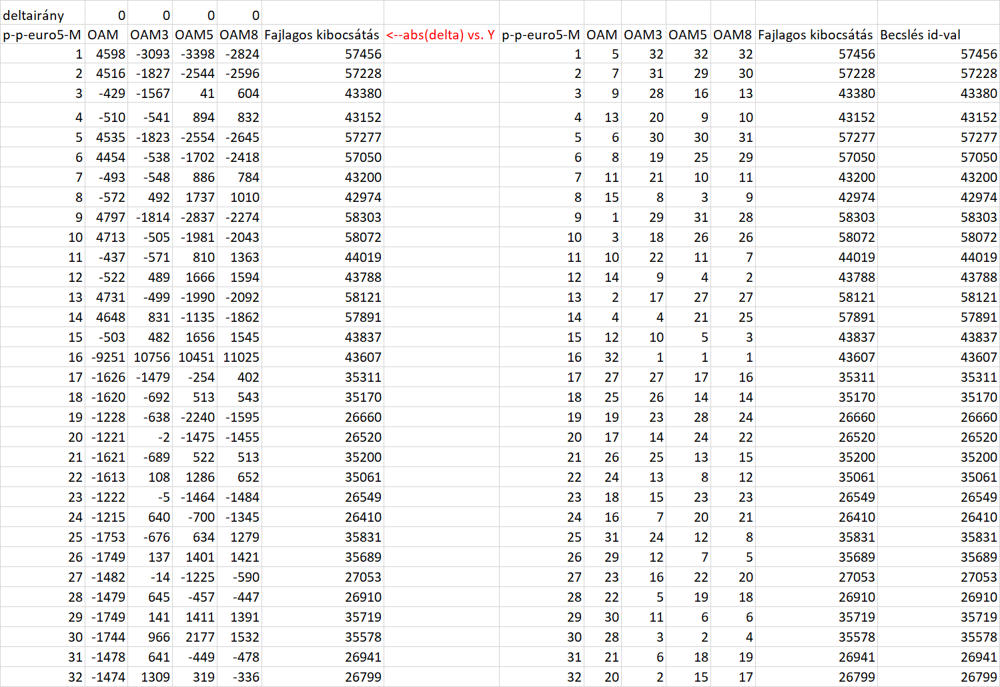 deltairány 0 0 0 0
p-p-euro5-M OAM OAM3 OAM5 OAM8 Fajlagos kibocsátás <--abs(delta) vs. Y p-p-euro5-M OAM OAM3 OAM5 OAM8 Fajlagos kibocsátás Becslés id-val
1 4598 -3093 -3398 -2824 57456 1 5 32 32 32 57456 57456
2 4516 -1827 -2544 -2596 57228 2 7 31 29 30 57228 57228
3 -429 -1567 41 604 43380 3 9 28 16 13 43380 43380
4 -510 -541 894 832 43152 4 13 20 9 10 43152 43152
5 4535 -1823 -2554 -2645 57277 5 6 30 30 31 57277 57277
6 4454 -538 -1702 -2418 57050 6 8 19 25 29 57050 57050
7 -493 -548 886 784 43200 7 11 21 10 11 43200 43200
8 -572 492 1737 1010 42974 8 15 8 3 9 42974 42974
9 4797 -1814 -2837 -2274 58303 9 1 29 31 28 58303 58303
10 4713 -505 -1981 -2043 58072 10 3 18 26 26 58072 58072
11 -437 -571 810 1363 44019 11 10 22 11 7 44019 44019
12 -522 489 1666 1594 43788 12 14 9 4 2 43788 43788
13 4731 -499 -1990 -2092 58121 13 2 17 27 27 58121 58121
14 4648 831 -1135 -1862 57891 14 4 4 21 25 57891 57891
15 -503 482 1656 1545 43837 15 12 10 5 3 43837 43837
16 -9251 10756 10451 11025 43607 16 32 1 1 1 43607 43607
17 -1626 -1479 -254 402 35311 17 27 27 17 16 35311 35311
18 -1620 -692 513 543 35170 18 25 26 14 14 35170 35170
19 -1228 -638 -2240 -1595 26660 19 19 23 28 24 26660 26660
20 -1221 -2 -1475 -1455 26520 20 17 14 24 22 26520 26520
21 -1621 -689 522 513 35200 21 26 25 13 15 35200 35200
22 -1613 108 1286 652 35061 22 24 13 8 12 35061 35061
23 -1222 -5 -1464 -1484 26549 23 18 15 23 23 26549 26549
24 -1215 640 -700 -1345 26410 24 16 7 20 21 26410 26410
25 -1753 -676 634 1279 35831 25 31 24 12 8 35831 35831
26 -1749 137 1401 1421 35689 26 29 12 7 5 35689 35689
27 -1482 -14 -1225 -590 27053 27 23 16 22 20 27053 27053
28 -1479 645 -457 -447 26910 28 22 5 19 18 26910 26910
29 -1749 141 1411 1391 35719 29 30 11 6 6 35719 35719
30 -1744 966 2177 1532 35578 30 28 3 2 4 35578 35578
31 -1478 641 -449 -478 26941 31 21 6 18 19 26941 26941
32 -1474 1309 319 -336 26799 32 20 2 15 17 26799 26799